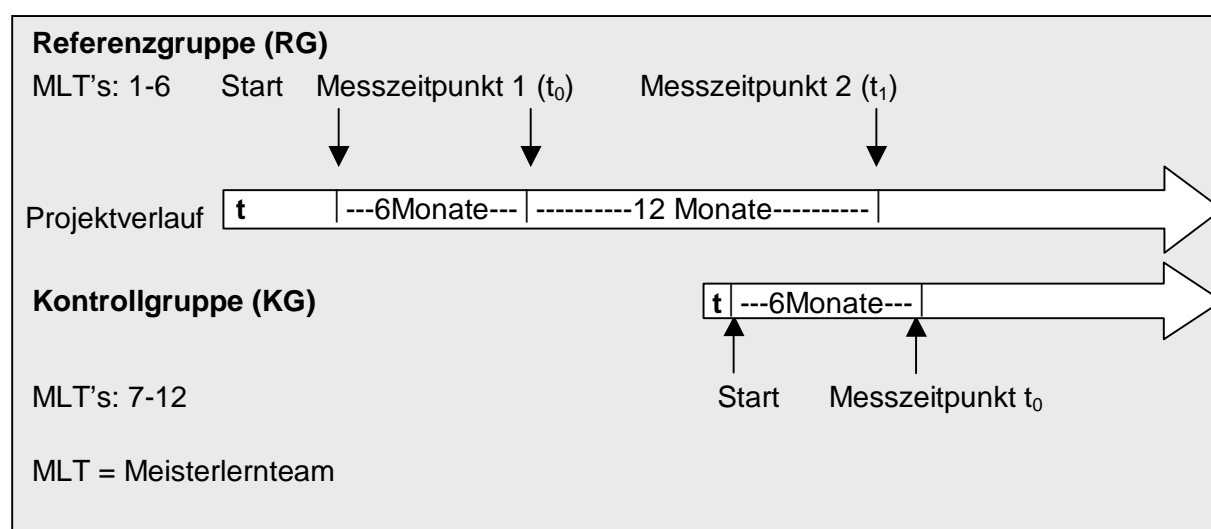 Referenzgruppe (RG)
MLT's: 1-6 Start Messzeitpunkt 1 (t₀) Messzeitpunkt 2 (t₁)
Projektverlauf t ---6Monate--- ----------12 Monate----------
Kontrollgruppe (KG) t ---6Monate---
MLT's: 7-12 Start Messzeitpunkt t₀
MLT = Meisterlernteam